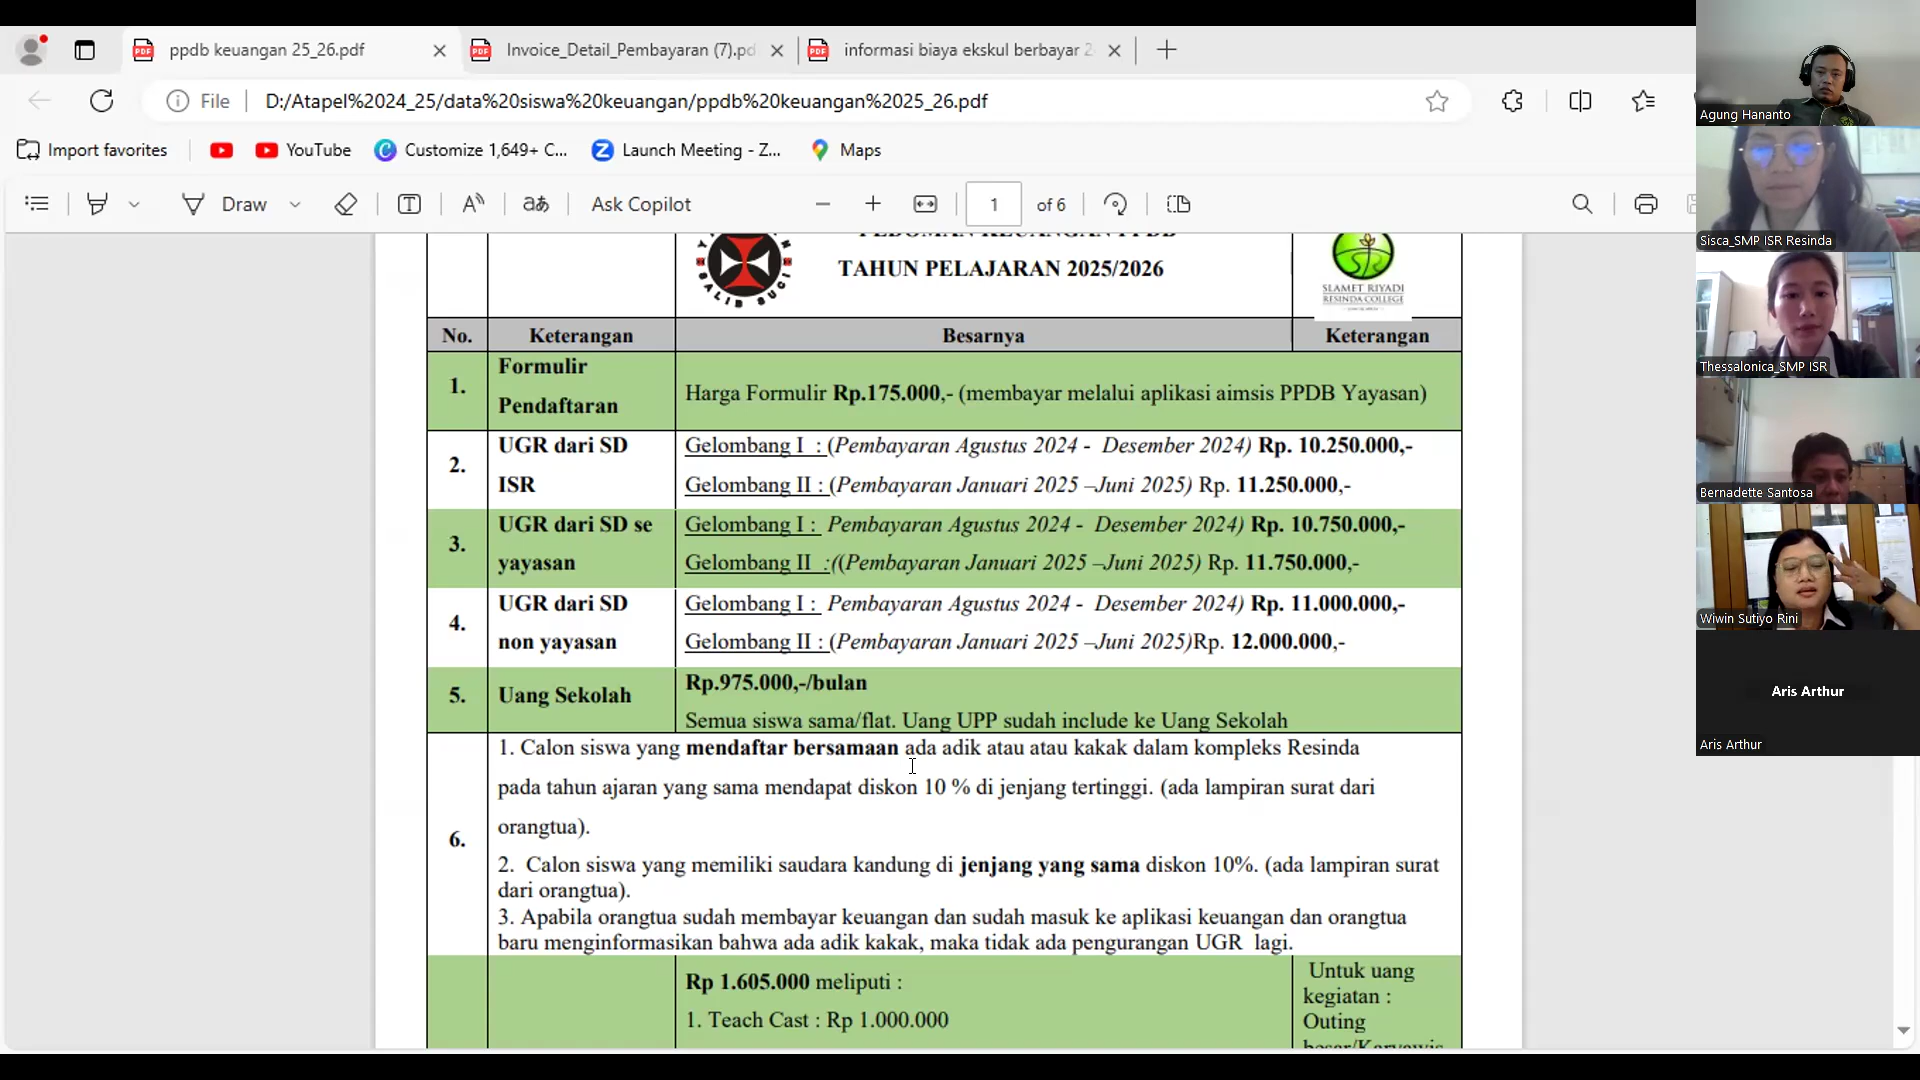 ppdb keuangan 25_26.pdf
Invoice_Detail_Pembayaran (7).pd
informasi biaya ekskul berbayar 2
File
D:/Atapel%2024_25/data%20siswa%20keuangan/ppdb%20keuangan%2025_26.pdf
Import favorites
YouTube
Customize 1,649+ C...
Launch Meeting - Z...
Maps
Draw
Ask Copilot
1 of 6
PEDOMAN KEUANGAN PPDB
TAHUN PELAJARAN 2025/2026
SALIB SUCI
SLAMET RIYADI
RESINDA COLLEGE
No. Keterangan Besarnya Keterangan
1.
Formulir
Pendaftaran
Harga Formulir Rp.175.000,- (membayar melalui aplikasi aimsis PPDB Yayasan)
2.
UGR dari SD
ISR
Gelombang I : (Pembayaran Agustus 2024 - Desember 2024) Rp. 10.250.000,-
Gelombang II : (Pembayaran Januari 2025 –Juni 2025) Rp. 11.250.000,-
3.
UGR dari SD se
yayasan
Gelombang I : Pembayaran Agustus 2024 - Desember 2024) Rp. 10.750.000,-
Gelombang II :((Pembayaran Januari 2025 –Juni 2025) Rp. 11.750.000,-
4.
UGR dari SD
non yayasan
Gelombang I : Pembayaran Agustus 2024 - Desember 2024) Rp. 11.000.000,-
Gelombang II : (Pembayaran Januari 2025 –Juni 2025)Rp. 12.000.000,-
5.
Uang Sekolah
Rp.975.000,-/bulan
Semua siswa sama/flat. Uang UPP sudah include ke Uang Sekolah
6.
1. Calon siswa yang mendaftar bersamaan ada adik atau atau kakak dalam kompleks Resinda
pada tahun ajaran yang sama mendapat diskon 10 % di jenjang tertinggi. (ada lampiran surat dari
orangtua).
2. Calon siswa yang memiliki saudara kandung di jenjang yang sama diskon 10%. (ada lampiran surat
dari orangtua).
3. Apabila orangtua sudah membayar keuangan dan sudah masuk ke aplikasi keuangan dan orangtua
baru menginformasikan bahwa ada adik kakak, maka tidak ada pengurangan UGR lagi.
Rp 1.605.000 meliputi :
1. Teach Cast : Rp 1.000.000
Untuk uang
kegiatan :
Outing
besar/Karyawis
Agung Hananto
Sisca_SMP ISR Resinda
Thessalonica_SMP ISR
Bernadette Santosa
Wiwin Sutiyo Rini
Aris Arthur
Aris Arthur